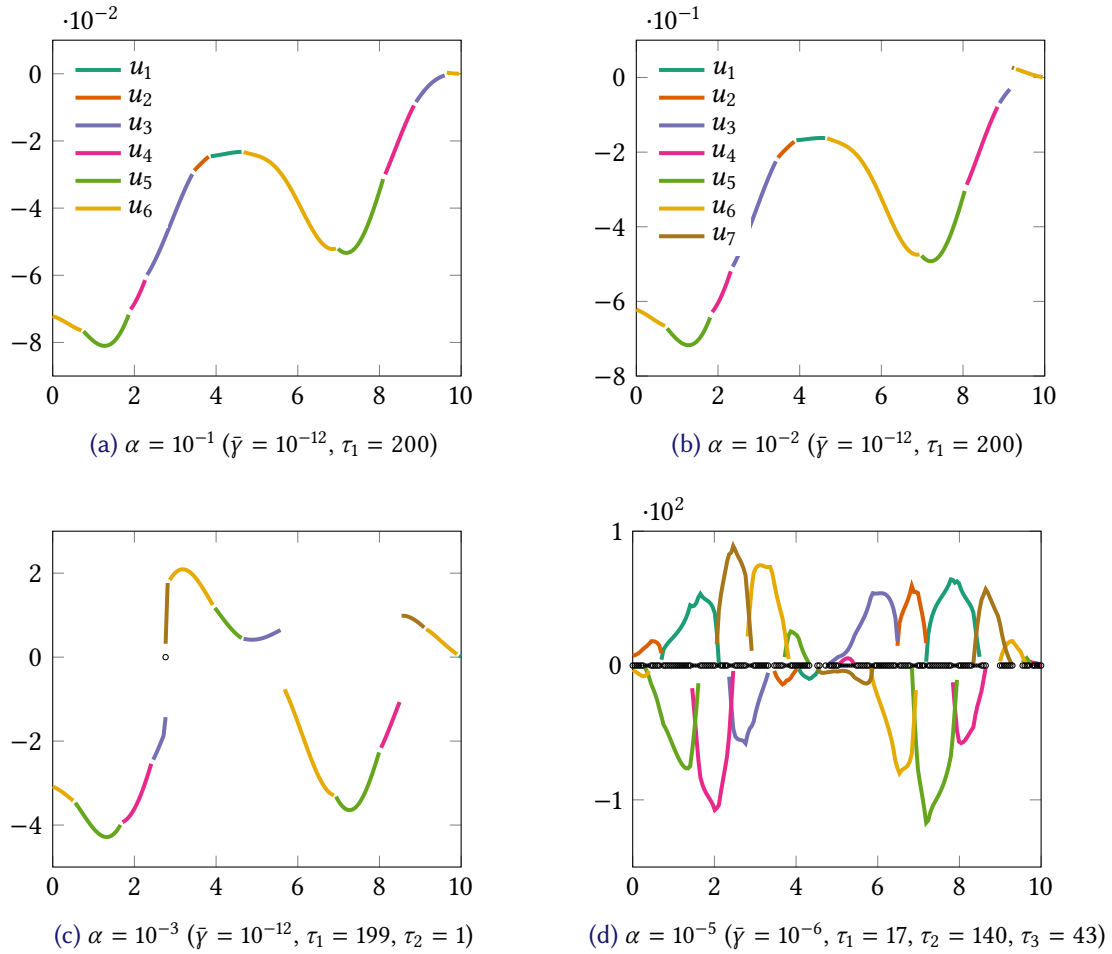 ·10⁻²
0
−2
−4
−6
−8
0 2 4 6 8 10
u₁
u₂
u₃
u₄
u₅
u₆
(a) α = 10⁻¹ (γ̄ = 10⁻¹², τ₁ = 200)
·10⁻¹
0
−2
−4
−6
−8
0 2 4 6 8 10
u₁
u₂
u₃
u₄
u₅
u₆
u₇
(b) α = 10⁻² (γ̄ = 10⁻¹², τ₁ = 200)
2
0
−2
−4
0 2 4 6 8 10
(c) α = 10⁻³ (γ̄ = 10⁻¹², τ₁ = 199, τ₂ = 1)
·10²
1
0
−1
0 2 4 6 8 10
(d) α = 10⁻⁵ (γ̄ = 10⁻⁶, τ₁ = 17, τ₂ = 140, τ₃ = 43)